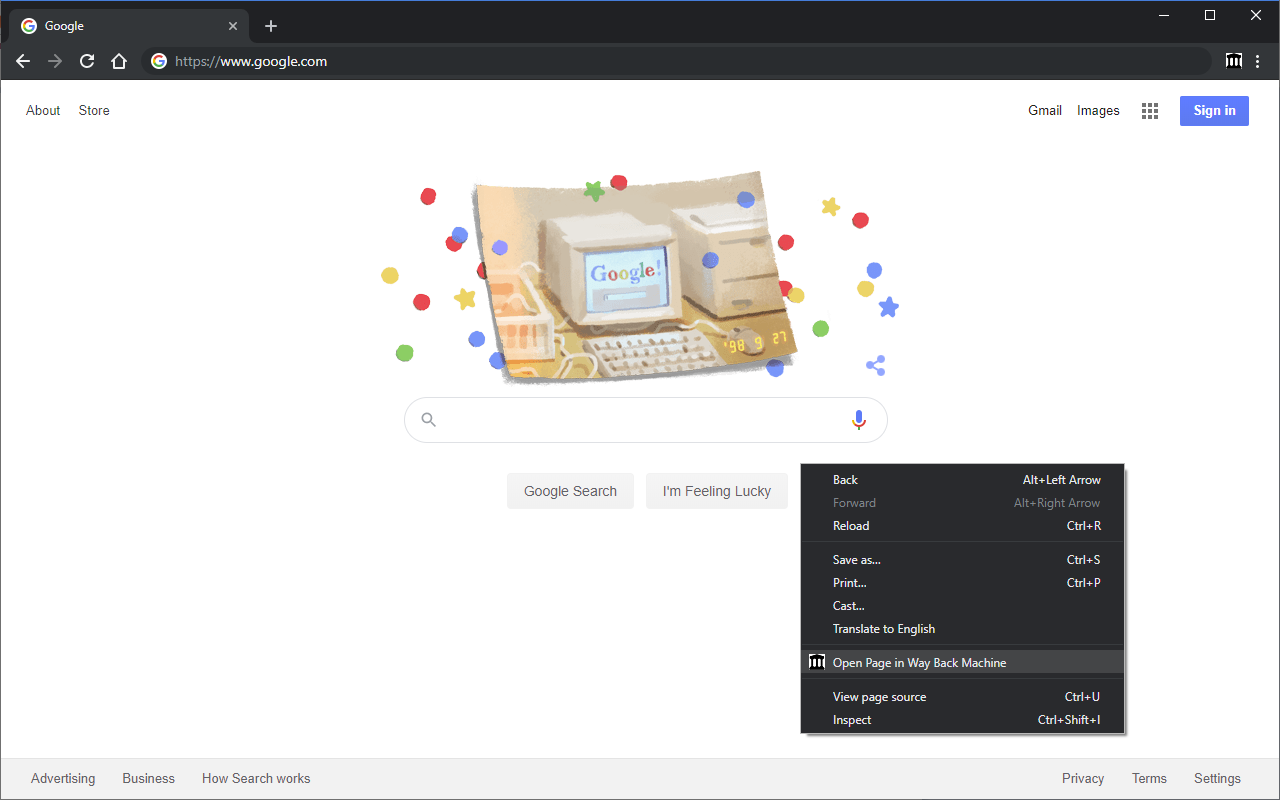 Google
https://www.google.com
About Store Gmail Images Sign in
Google!
'98 9 27
Google Search I'm Feeling Lucky
Back Alt+Left Arrow
Forward Alt+Right Arrow
Reload Ctrl+R
Save as... Ctrl+S
Print... Ctrl+P
Cast...
Translate to English
Open Page in Way Back Machine
View page source Ctrl+U
Inspect Ctrl+Shift+I
Advertising Business How Search works Privacy Terms Settings